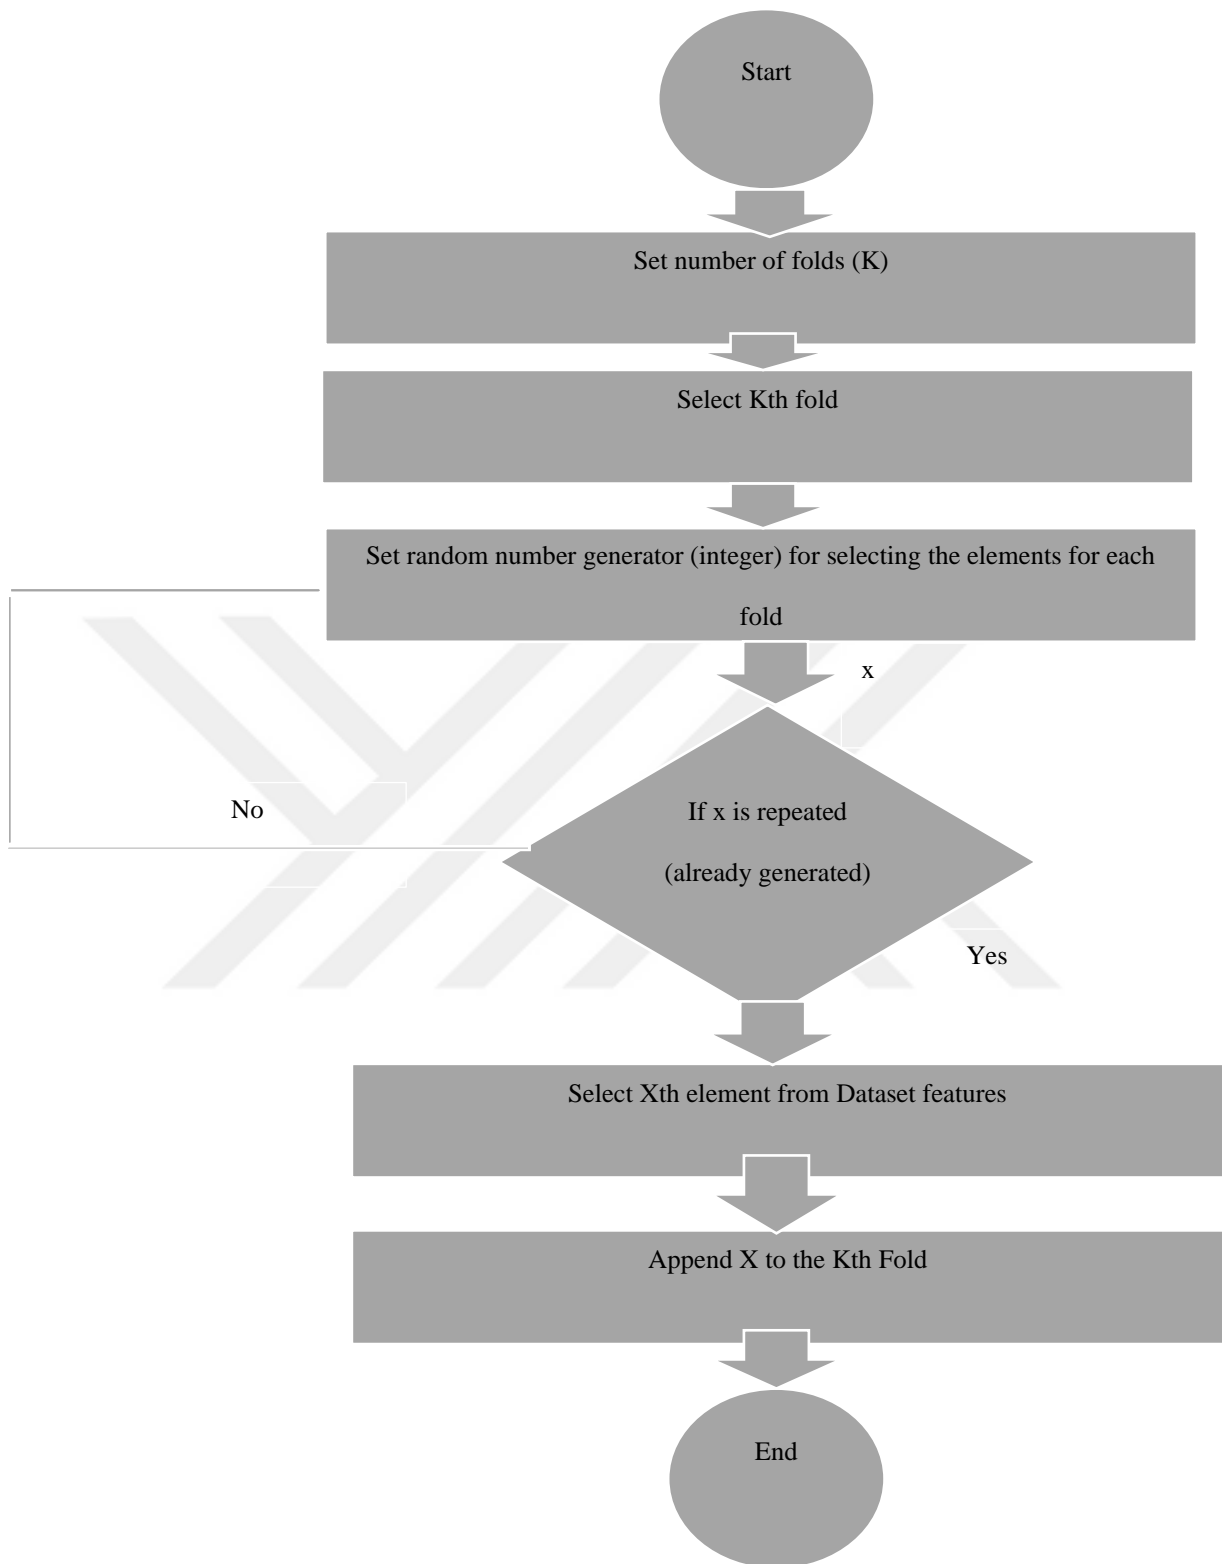 Start
Set number of folds (K)
Select Kth fold
Set random number generator (integer) for selecting the elements for each
fold
x
If x is repeated
(already generated)
No
Yes
Select Xth element from Dataset features
Append X to the Kth Fold
End